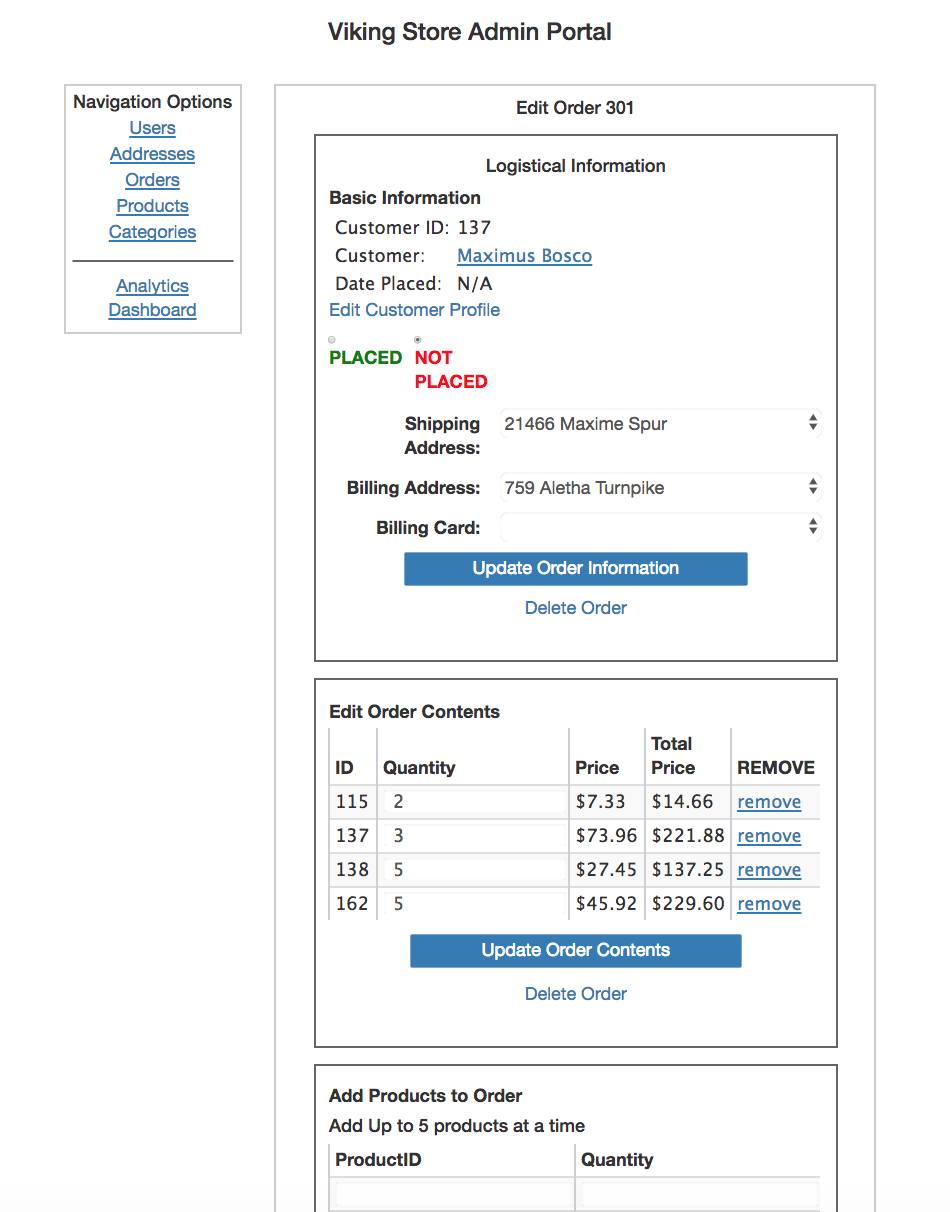 Viking Store Admin Portal
Navigation Options
Users
Addresses
Orders
Products
Categories
Analytics
Dashboard
Edit Order 301
Logistical Information
Basic Information
Customer ID: 137
Customer: Maximus Bosco
Date Placed: N/A
Edit Customer Profile
PLACED NOT
PLACED
Shipping 21466 Maxime Spur
Address:
Billing Address: 759 Aletha Turnpike
Billing Card:
Update Order Information
Delete Order
Edit Order Contents
Total
ID Quantity Price Price REMOVE
115 2 $7.33 $14.66 remove
137 3 $73.96 $221.88 remove
138 5 $27.45 $137.25 remove
162 5 $45.92 $229.60 remove
Update Order Contents
Delete Order
Add Products to Order
Add Up to 5 products at a time
ProductID Quantity